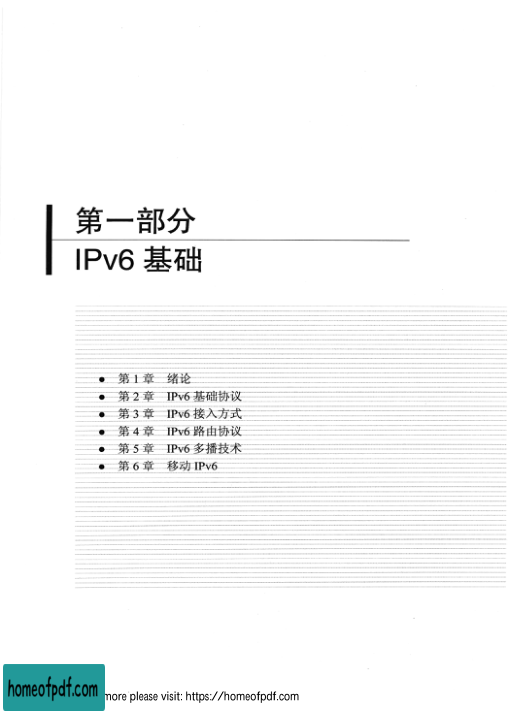 第一部分
IPv6 基础
● 第 1 章 绪论
● 第 2 章 IPv6 基础协议
● 第 3 章 IPv6 接入方式
● 第 4 章 IPv6 路由协议
● 第 5 章 IPv6 多播技术
● 第 6 章 移动 IPv6
homeofpdf.com
more please visit: https://homeofpdf.com